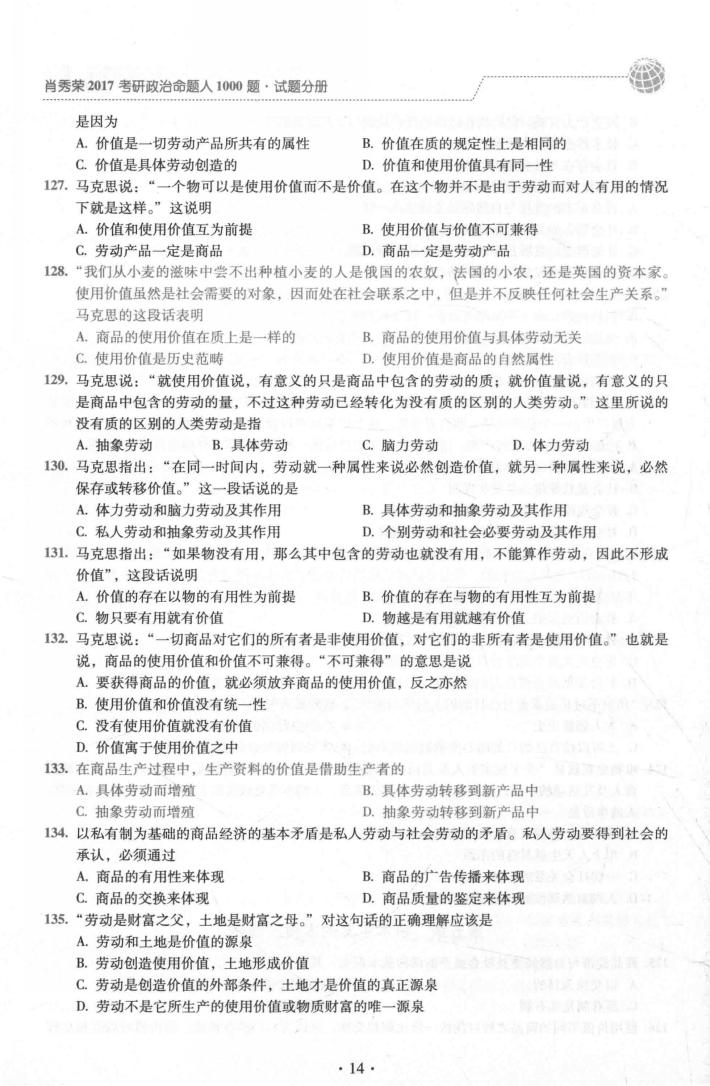 肖秀荣2017考研政治命题人1000题·试题分册
是因为
A. 价值是一切劳动产品所共有的属性 B. 价值在质的规定性上是相同的
C. 价值是具体劳动创造的 D. 价值和使用价值具有同一性
127. 马克思说：“一个物可以是使用价值而不是价值。在这个物并不是由于劳动而对人有用的情况
下就是这样。”这说明
A. 价值和使用价值互为前提 B. 使用价值与价值不可兼得
C. 劳动产品一定是商品 D. 商品一定是劳动产品
128. “我们从小麦的滋味中尝不出种植小麦的人是俄国的农奴，法国的小农，还是英国的资本家。
使用价值虽然是社会需要的对象，因而处在社会联系之中，但是并不反映任何社会生产关系。”
马克思的这段话表明
A. 商品的使用价值在质上是一样的 B. 商品的使用价值与具体劳动无关
C. 使用价值是历史范畴 D. 使用价值是商品的自然属性
129. 马克思说：“就使用价值说，有意义的只是商品中包含的劳动的质；就价值量说，有意义的只
是商品中包含的劳动的量，不过这种劳动已经转化为没有质的区别的人类劳动。”这里所说的
没有质的区别的人类劳动是指
A. 抽象劳动 B. 具体劳动 C. 脑力劳动 D. 体力劳动
130. 马克思指出：“在同一时间内，劳动就一种属性来说必然创造价值，就另一种属性来说，必然
保存或转移价值。”这一段话说的是
A. 体力劳动和脑力劳动及其作用 B. 具体劳动和抽象劳动及其作用
C. 私人劳动和抽象劳动及其作用 D. 个别劳动和社会必要劳动及其作用
131. 马克思指出：“如果物没有用，那么其中包含的劳动也就没有用，不能算作劳动，因此不形成
价值”，这段话说明
A. 价值的存在以物的有用性为前提 B. 价值的存在与物的有用性互为前提
C. 物只要有用就有价值 D. 物越是有用就越有价值
132. 马克思说：“一切商品对它们的所有者是非使用价值，对它们的非所有者是使用价值。”也就是
说，商品的使用价值和价值不可兼得。“不可兼得”的意思是说
A. 要获得商品的价值，就必须放弃商品的使用价值，反之亦然
B. 使用价值和价值没有统一性
C. 没有使用价值就没有价值
D. 价值寓于使用价值之中
133. 在商品生产过程中，生产资料的价值是借助生产者的
A. 具体劳动而增殖 B. 具体劳动转移到新产品中
C. 抽象劳动而增殖 D. 抽象劳动转移到新产品中
134. 以私有制为基础的商品经济的基本矛盾是私人劳动与社会劳动的矛盾。私人劳动要得到社会的
承认，必须通过
A. 商品的有用性来体现 B. 商品的广告传播来体现
C. 商品的交换来体现 D. 商品质量的鉴定来体现
135. “劳动是财富之父，土地是财富之母。”对这句话的正确理解应该是
A. 劳动和土地是价值的源泉
B. 劳动创造使用价值，土地形成价值
C. 劳动是创造价值的外部条件，土地才是价值的真正源泉
D. 劳动不是它所生产的使用价值或物质财富的唯一源泉
· 14 ·